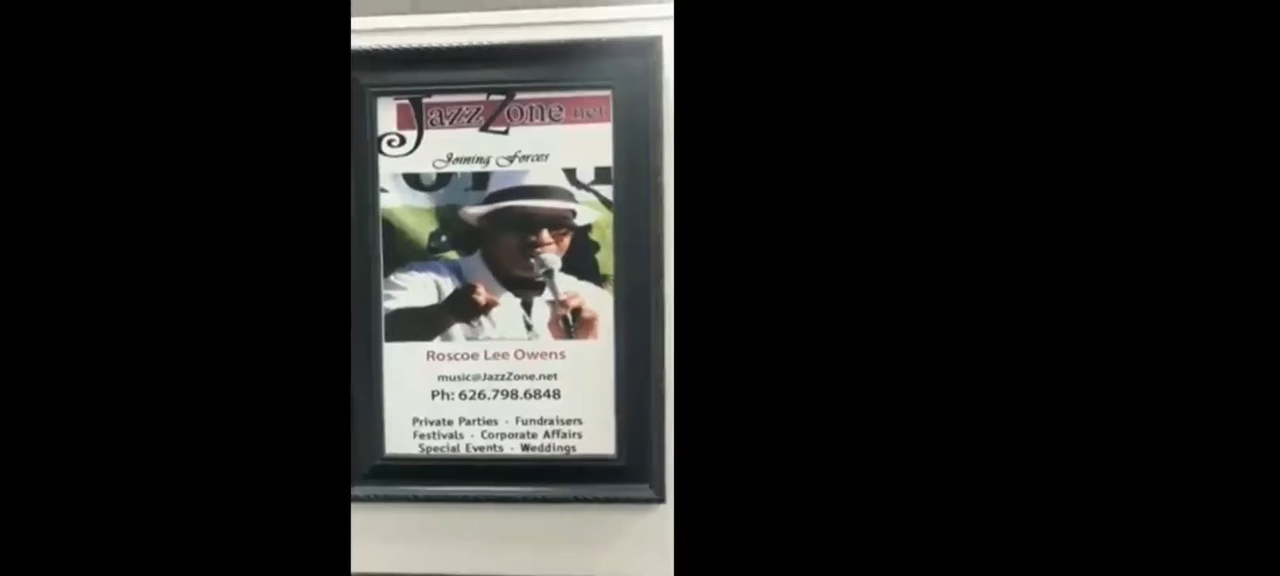 JazzZone.net
Joining Forces
Roscoe Lee Owens
music@JazzZone.net
Ph: 626.798.6848
Private Parties · Fundraisers
Festivals · Corporate Affairs
Special Events · Weddings